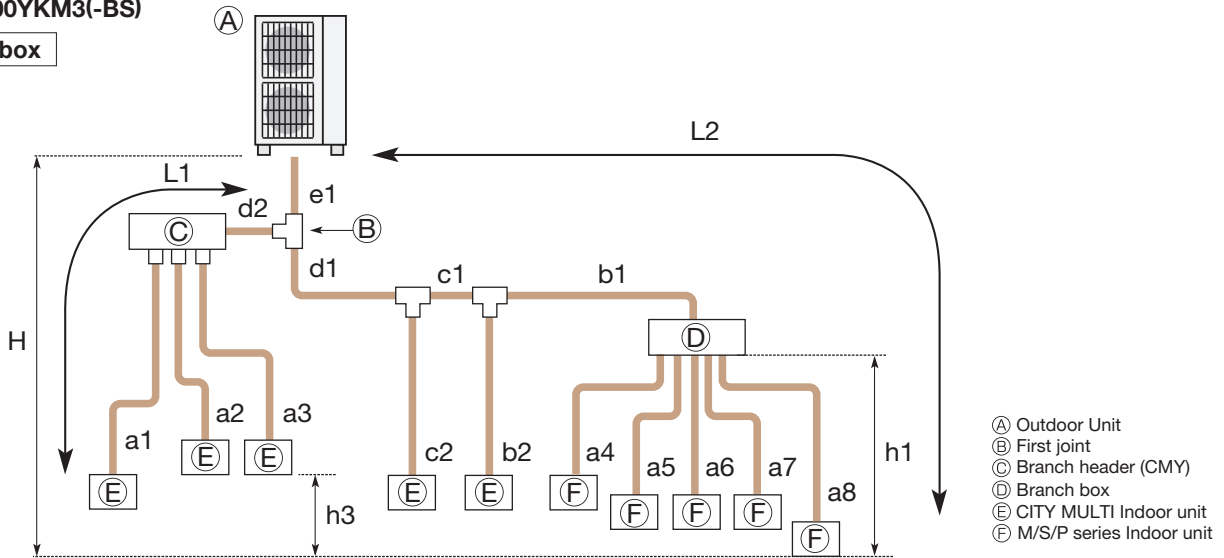 00YKM3(-BS)
box
A
L2
L1
e1
d2
B
C
d1
c1
b1
H
D
a1
a2
a3
c2
b2
a4
a5
a6
a7
a8
h1
E
E
E
E
E
F
F
F
F
F
h3
Ⓐ Outdoor Unit
Ⓑ First joint
Ⓒ Branch header (CMY)
Ⓓ Branch box
Ⓔ CITY MULTI Indoor unit
Ⓕ M/S/P series Indoor unit